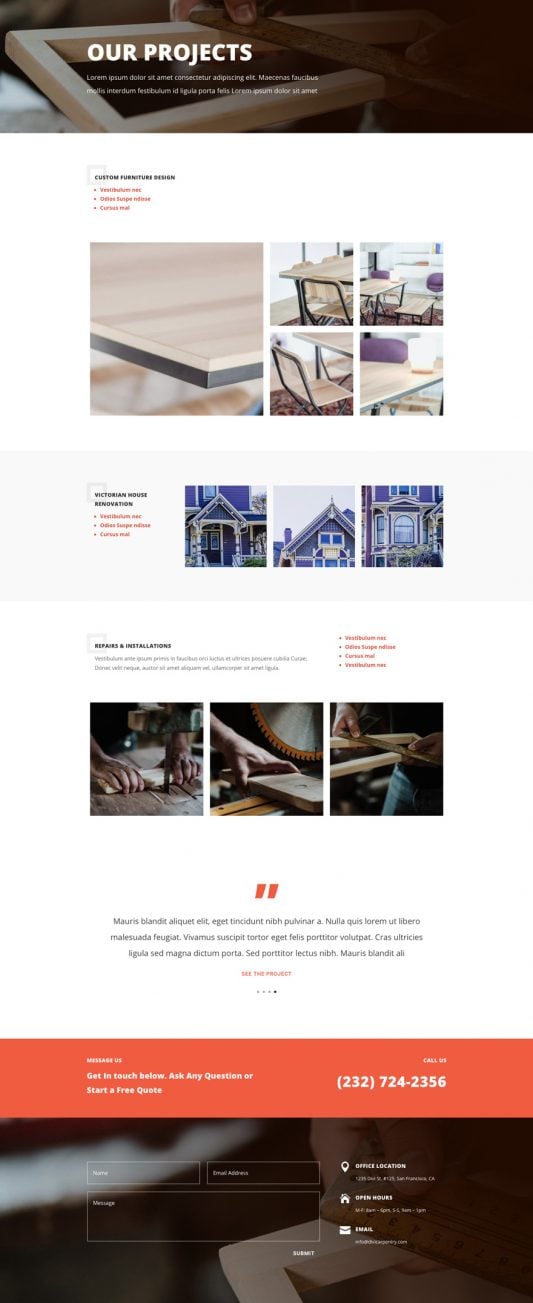 OUR PROJECTS
Lorem ipsum dolor sit amet consectetur adipiscing elit. Maecenas faucibus
mollis interdum festibulum id ligula porta felis Lorem ipsum dolor sit amet
CUSTOM FURNITURE DESIGN
Vestibulum nec
Odios Suspe ndisse
Cursus mal
VICTORIAN HOUSE
RENOVATION
Vestibulum nec
Odios Suspe ndisse
Cursus mal
REPAIRS & INSTALLATIONS
Vestibulum ante ipsum primis in faucibus orci luctus et ultrices posuere cubilia Curae;
Donec velit neque, auctor sit amet aliquam vel, ullamcorper sit amet ligula.
Vestibulum nec
Odios Suspe ndisse
Cursus mal
Vestibulum nec
"
Mauris blandit aliquet elit, eget tincidunt nibh pulvinar a. Nulla quis lorem ut libero
malesuada feugiat. Vivamus suscipit tortor eget felis porttitor volutpat. Cras ultricies
ligula sed magna dictum porta. Sed porttitor lectus nibh. Mauris blandit ali
SEE THE PROJECT
MESSAGE US
Get In touch below. Ask Any Question or
Start a Free Quote
CALL US
(232) 724-2356
Name
Email Address
Message
SUBMIT
OFFICE LOCATION
1235 Divi St. #125, San Francisco, CA
OPEN HOURS
M-F: 8am – 6pm, S-S, 9am – 1pm
EMAIL
info@divicarpentry.com